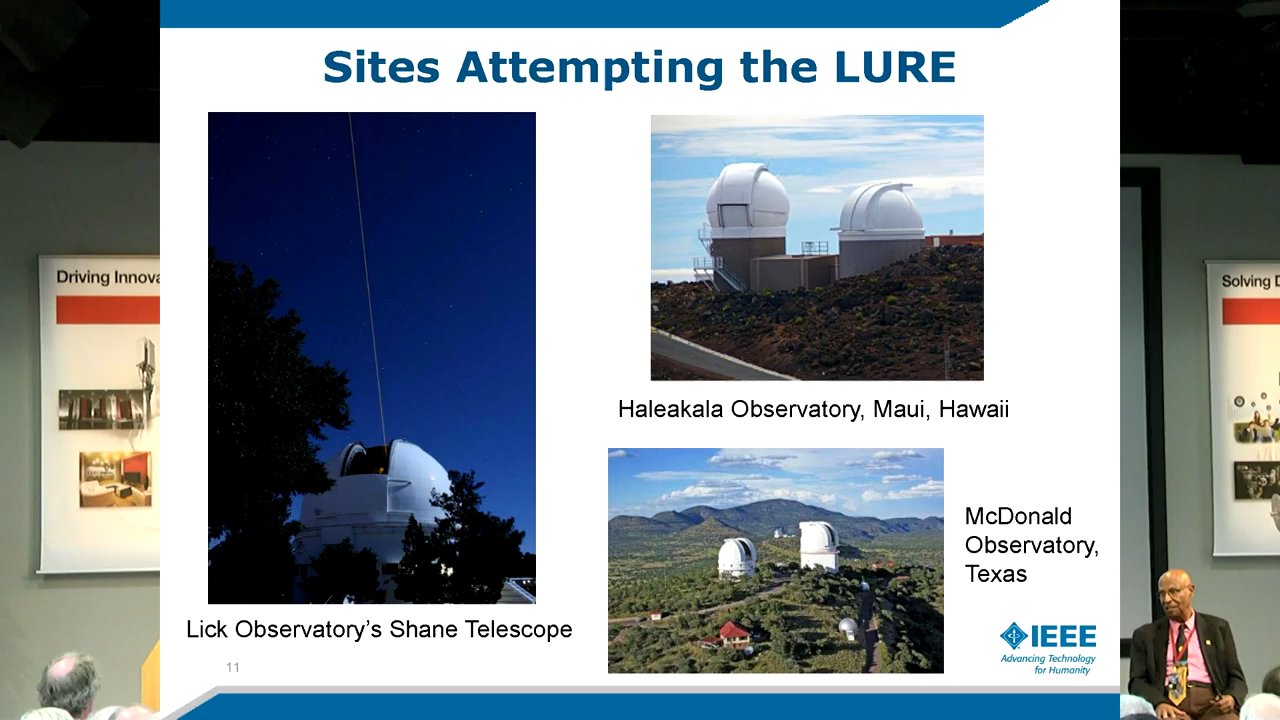 Sites Attempting the LURE
Driving Innova
Solving D
Haleakala Observatory, Maui, Hawaii
McDonald
Observatory,
Texas
Lick Observatory's Shane Telescope
11
IEEE
Advancing Technology
for Humanity